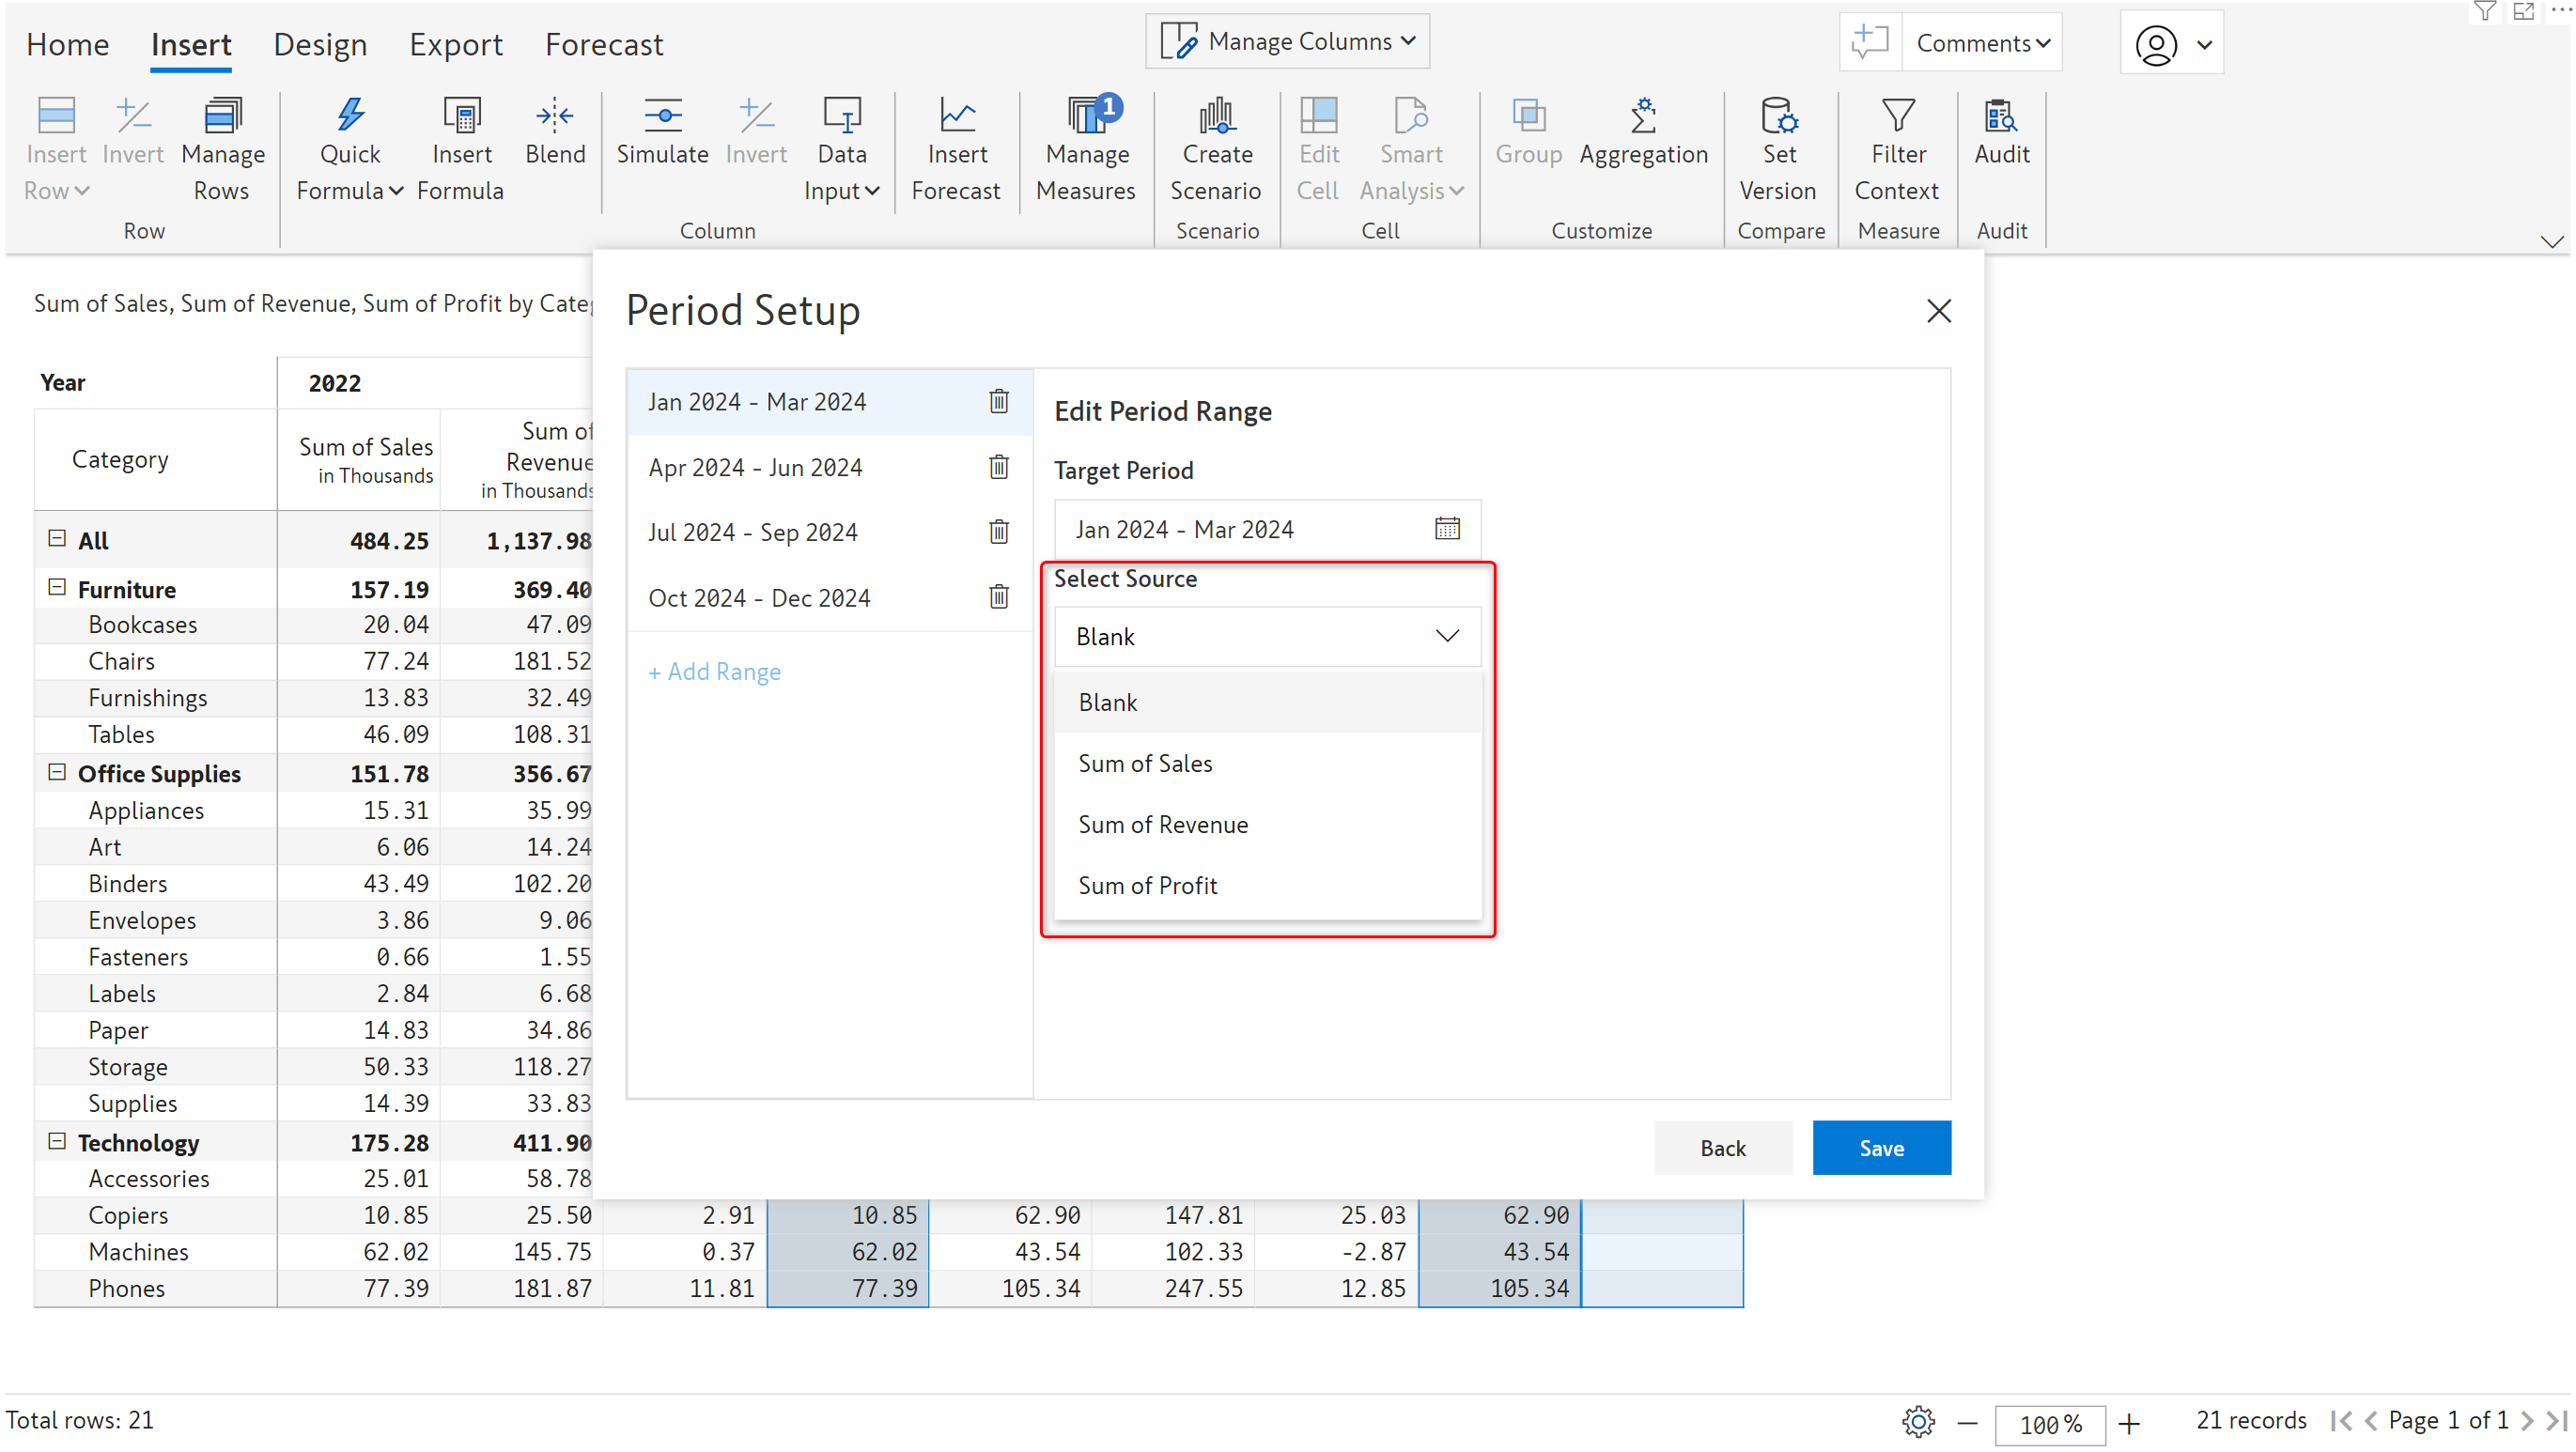 Home Insert Design Export Forecast Manage Columns Comments
Insert Row Invert Manage Rows Quick Formula Insert Formula Blend Simulate Invert Data Input Insert Forecast Manage Measures 1 Create Scenario Edit Cell Smart Analysis Group Aggregation Set Version Filter Context Audit
Row Column Scenario Cell Customize Compare Measure Audit
Sum of Sales, Sum of Revenue, Sum of Profit by Categ
Year 2022
Category Sum of Sales in Thousands Sum of Revenue in Thousands
All 484.25 1,137.98
Furniture 157.19 369.40
Bookcases 20.04 47.09
Chairs 77.24 181.52
Furnishings 13.83 32.49
Tables 46.09 108.31
Office Supplies 151.78 356.67
Appliances 15.31 35.99
Art 6.06 14.24
Binders 43.49 102.20
Envelopes 3.86 9.06
Fasteners 0.66 1.55
Labels 2.84 6.68
Paper 14.83 34.86
Storage 50.33 118.27
Supplies 14.39 33.83
Technology 175.28 411.90
Accessories 25.01 58.78
Copiers 10.85 25.50 2.91 10.85 62.90 147.81 25.03 62.90
Machines 62.02 145.75 0.37 62.02 43.54 102.33 -2.87 43.54
Phones 77.39 181.87 11.81 77.39 105.34 247.55 12.85 105.34
Period Setup
Jan 2024 - Mar 2024
Apr 2024 - Jun 2024
Jul 2024 - Sep 2024
Oct 2024 - Dec 2024
+ Add Range
Edit Period Range
Target Period
Jan 2024 - Mar 2024
Select Source
Blank
Blank
Sum of Sales
Sum of Revenue
Sum of Profit
Back Save
Total rows: 21 100 % 21 records Page 1 of 1